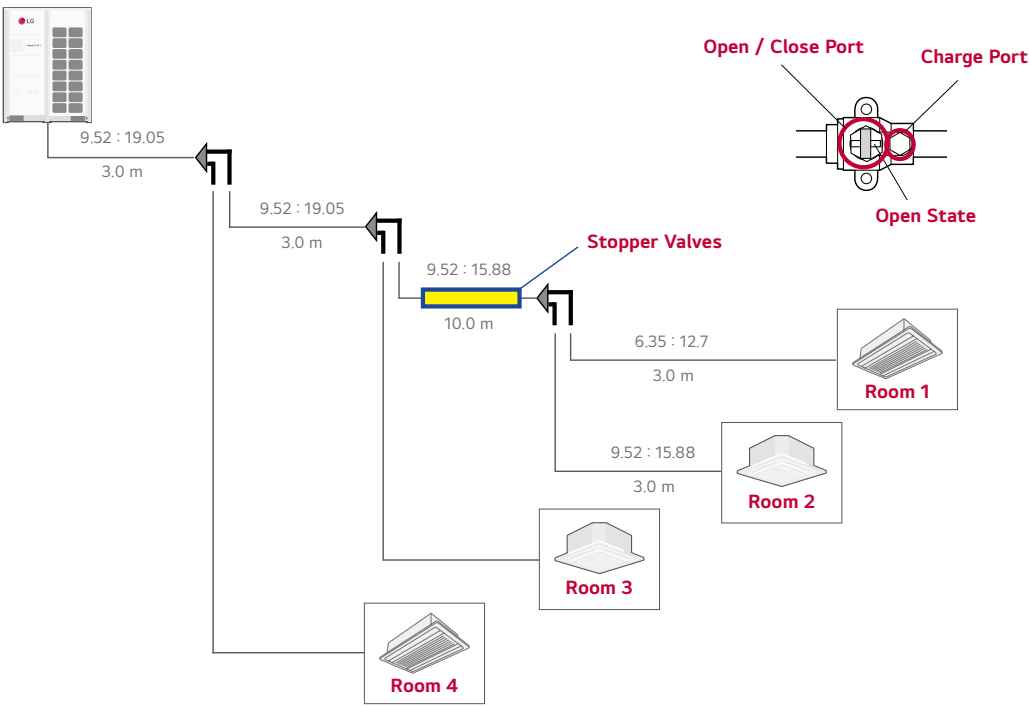 LG
Open / Close Port
Charge Port
Open State
9.52 : 19.05
3.0 m
9.52 : 19.05
3.0 m
Stopper Valves
9.52 : 15.88
10.0 m
6.35 : 12.7
3.0 m
Room 1
9.52 : 15.88
3.0 m
Room 2
Room 3
Room 4